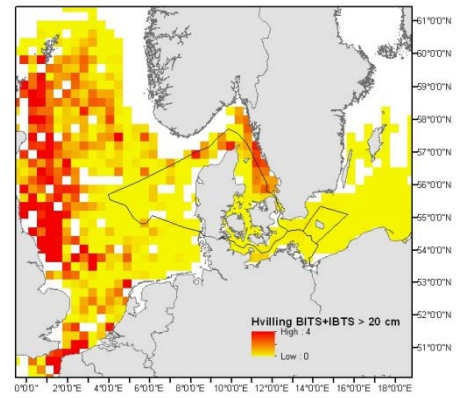 61°0'0"N
60°0'0"N
59°0'0"N
58°0'0"N
57°0'0"N
56°0'0"N
55°0'0"N
54°0'0"N
53°0'0"N
52°0'0"N
51°0'0"N
Hvilling BITS+IBTS > 20 cm
High : 4
Low : 0
0°0'0" 2°0'0"E 4°0'0"E 6°0'0"E 8°0'0"E 10°0'0"E 12°0'0"E 14°0'0"E 16°0'0"E 18°0'0"E